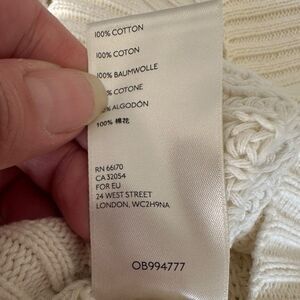 100% COTTON
100% COTON
100% BAUMWOLLE
% COTONE
% ALGODÓN
100% 棉花
RN 66170
CA 32054
FOR EU
24 WEST STREET
LONDON, WC2H9NA
OB994777